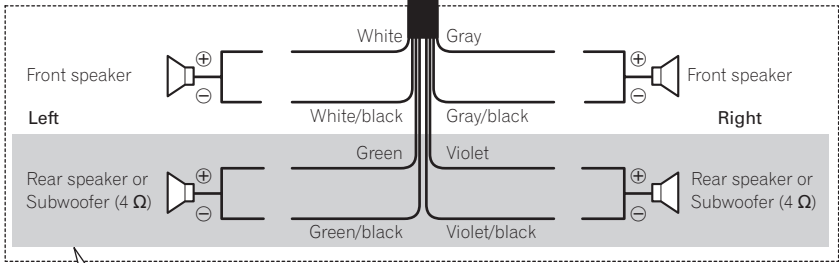 White Gray
⊕ ⊕
Front speaker Front speaker
⊖ ⊖
Left White/black Gray/black Right
Green Violet
Rear speaker or ⊕ ⊕ Rear speaker or
Subwoofer (4 Ω) ⊖ ⊖ Subwoofer (4 Ω)
Green/black Violet/black